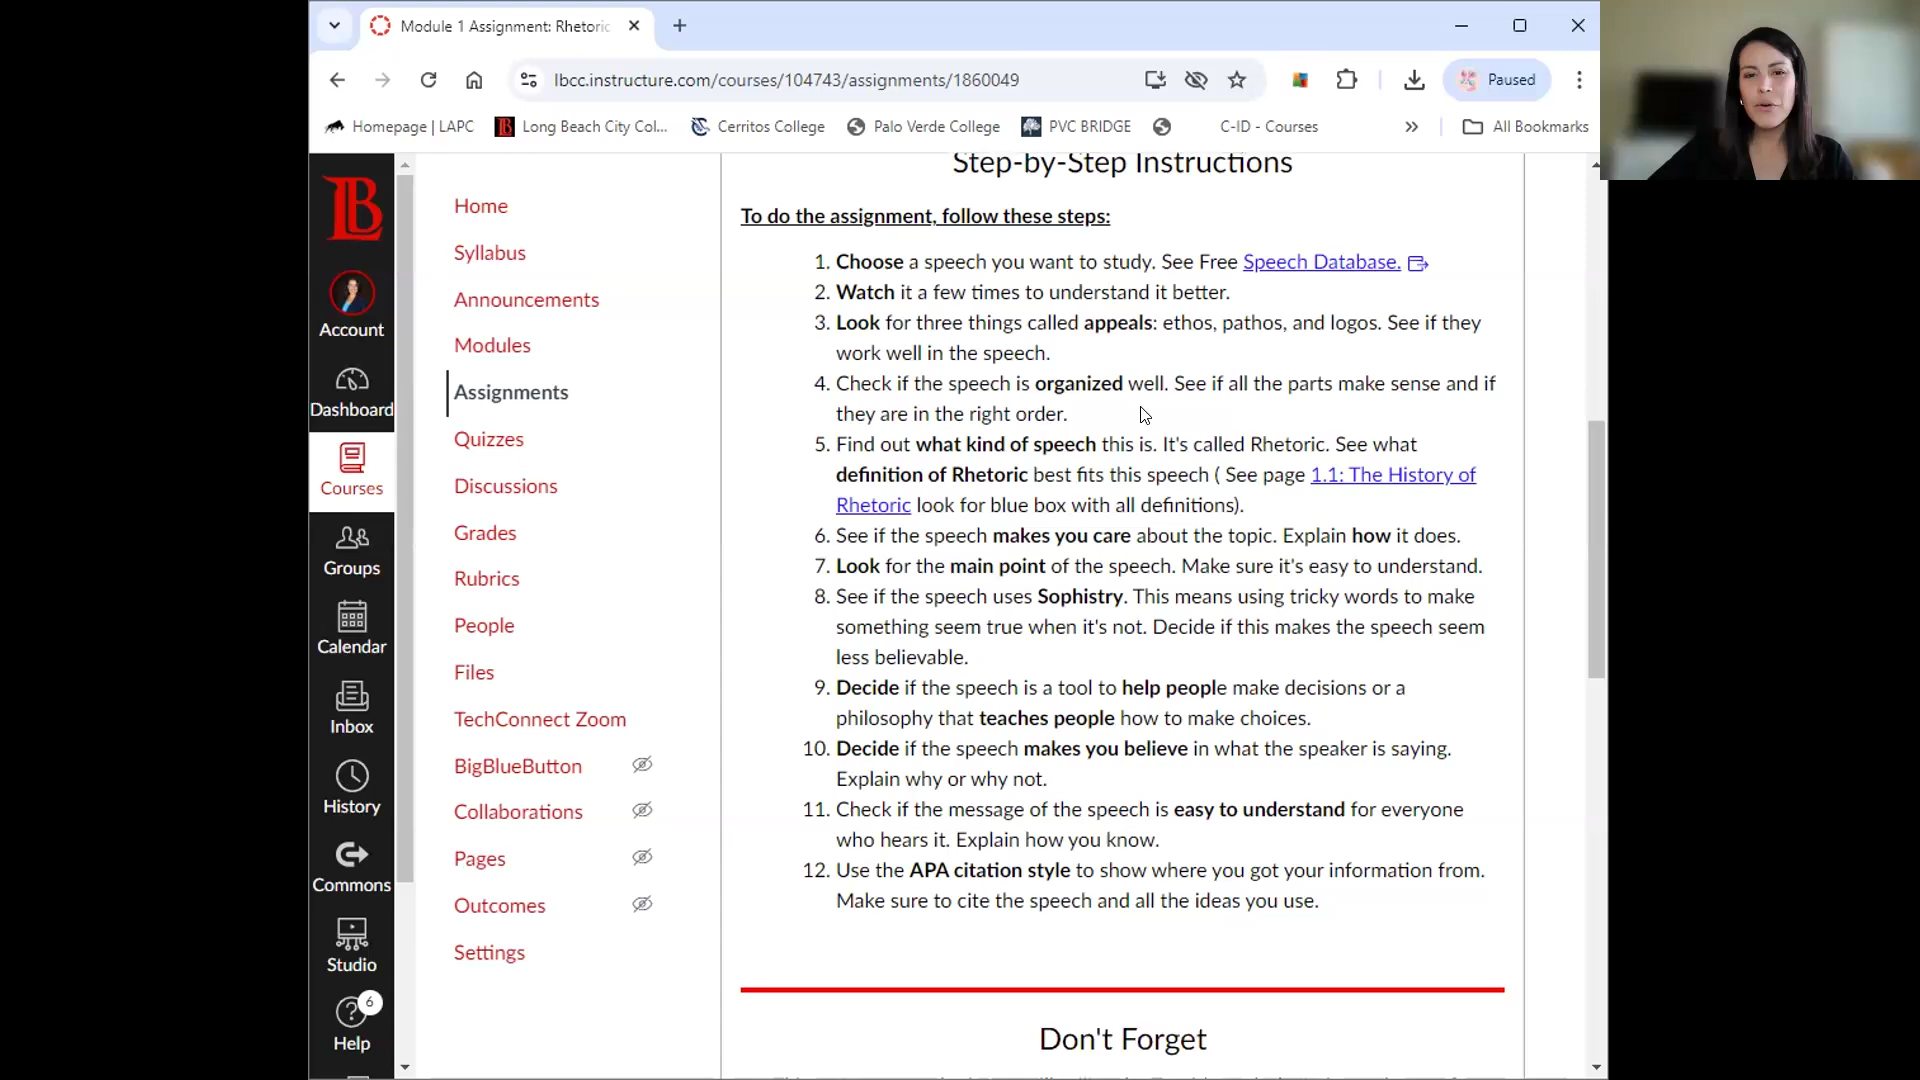 Module 1 Assignment: Rhetoric
lbcc.instructure.com/courses/104743/assignments/1860049
Paused
Homepage | LAPC
Long Beach City Col...
Cerritos College
Palo Verde College
PVC BRIDGE
C-ID - Courses
»
All Bookmarks
LB
Account
Dashboard
Courses
Groups
Calendar
Inbox
History
Commons
Studio
6
Help
Home
Syllabus
Announcements
Modules
Assignments
Quizzes
Discussions
Grades
Rubrics
People
Files
TechConnect Zoom
BigBlueButton
Collaborations
Pages
Outcomes
Settings
Step-by-Step Instructions
To do the assignment, follow these steps:
1. Choose a speech you want to study. See Free Speech Database.
2. Watch it a few times to understand it better.
3. Look for three things called appeals: ethos, pathos, and logos. See if they
work well in the speech.
4. Check if the speech is organized well. See if all the parts make sense and if
they are in the right order.
5. Find out what kind of speech this is. It's called Rhetoric. See what
definition of Rhetoric best fits this speech ( See page 1.1: The History of
Rhetoric look for blue box with all definitions).
6. See if the speech makes you care about the topic. Explain how it does.
7. Look for the main point of the speech. Make sure it's easy to understand.
8. See if the speech uses Sophistry. This means using tricky words to make
something seem true when it's not. Decide if this makes the speech seem
less believable.
9. Decide if the speech is a tool to help people make decisions or a
philosophy that teaches people how to make choices.
10. Decide if the speech makes you believe in what the speaker is saying.
Explain why or why not.
11. Check if the message of the speech is easy to understand for everyone
who hears it. Explain how you know.
12. Use the APA citation style to show where you got your information from.
Make sure to cite the speech and all the ideas you use.
Don't Forget